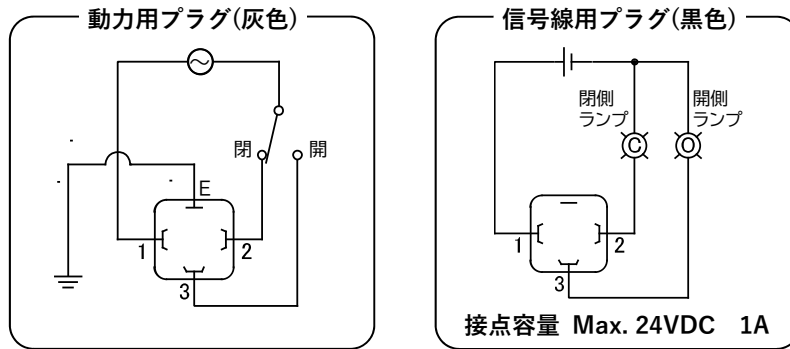 動力用プラグ(灰色)
閉
開
E
1
2
3
信号線用プラグ(黒色)
閉側
ランプ
開側
ランプ
C
O
1
2
3
接点容量 Max. 24VDC 1A